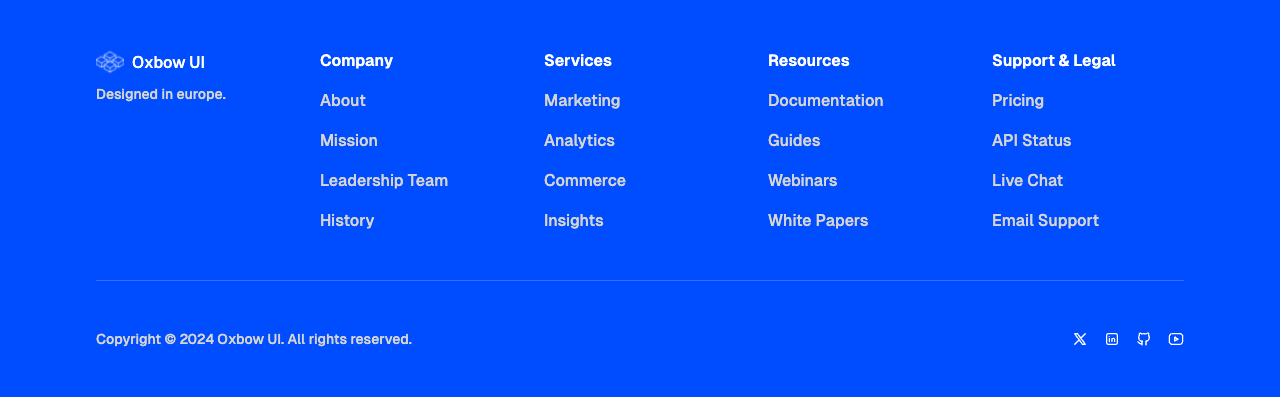 Oxbow UI
Designed in europe.
Company
About
Mission
Leadership Team
History
Services
Marketing
Analytics
Commerce
Insights
Resources
Documentation
Guides
Webinars
White Papers
Support & Legal
Pricing
API Status
Live Chat
Email Support
Copyright © 2024 Oxbow UI. All rights reserved.